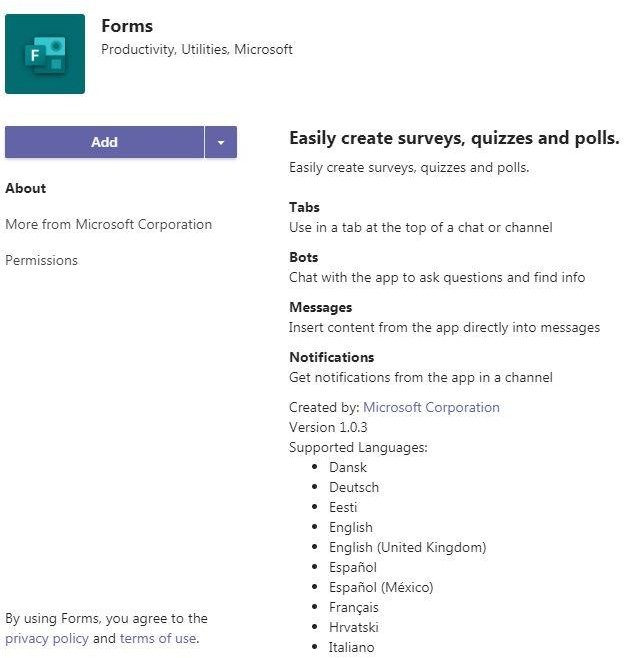 F
Forms
Productivity, Utilities, Microsoft
Add
About
More from Microsoft Corporation
Permissions
Easily create surveys, quizzes and polls.
Easily create surveys, quizzes and polls.
Tabs
Use in a tab at the top of a chat or channel
Bots
Chat with the app to ask questions and find info
Messages
Insert content from the app directly into messages
Notifications
Get notifications from the app in a channel
Created by: Microsoft Corporation
Version 1.0.3
Supported Languages:
• Dansk
• Deutsch
• Eesti
• English
• English (United Kingdom)
• Español
• Español (México)
• Français
• Hrvatski
• Italiano
By using Forms, you agree to the
privacy policy and terms of use.